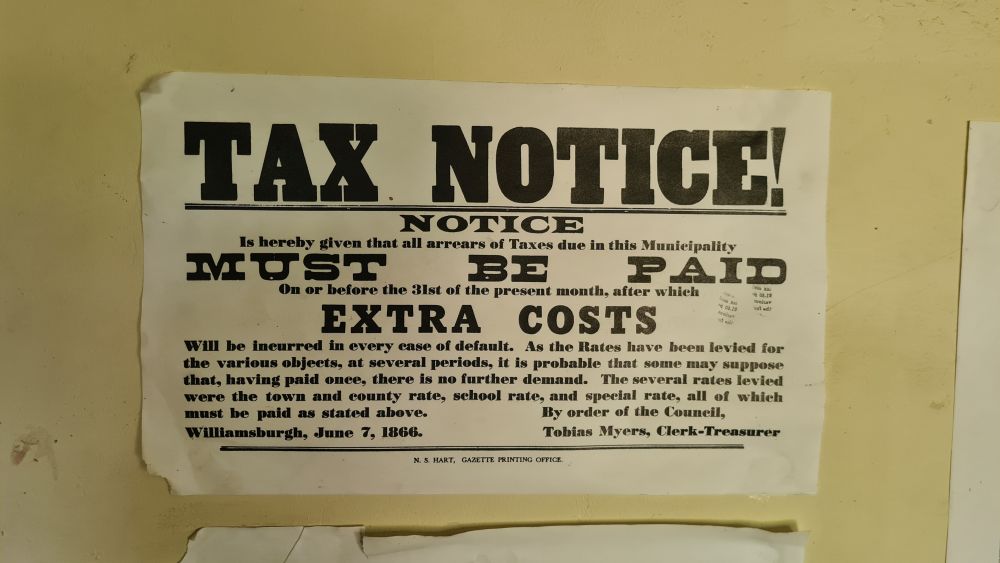 TAX NOTICE!
NOTICE
Is hereby given that all arrears of Taxes due in this Municipality
MUST BE PAID
On or before the 31st of the present month, after which
EXTRA COSTS
Will be incurred in every case of default. As the Rates have been levied for
the various objects, at several periods, it is probable that some may suppose
that, having paid once, there is no further demand. The several rates levied
were the town and county rate, school rate, and special rate, all of which
must be paid as stated above. By order of the Council,
Williamsburgh, June 7, 1866. Tobias Myers, Clerk-Treasurer
N. S. HART, GAZETTE PRINTING OFFICE.